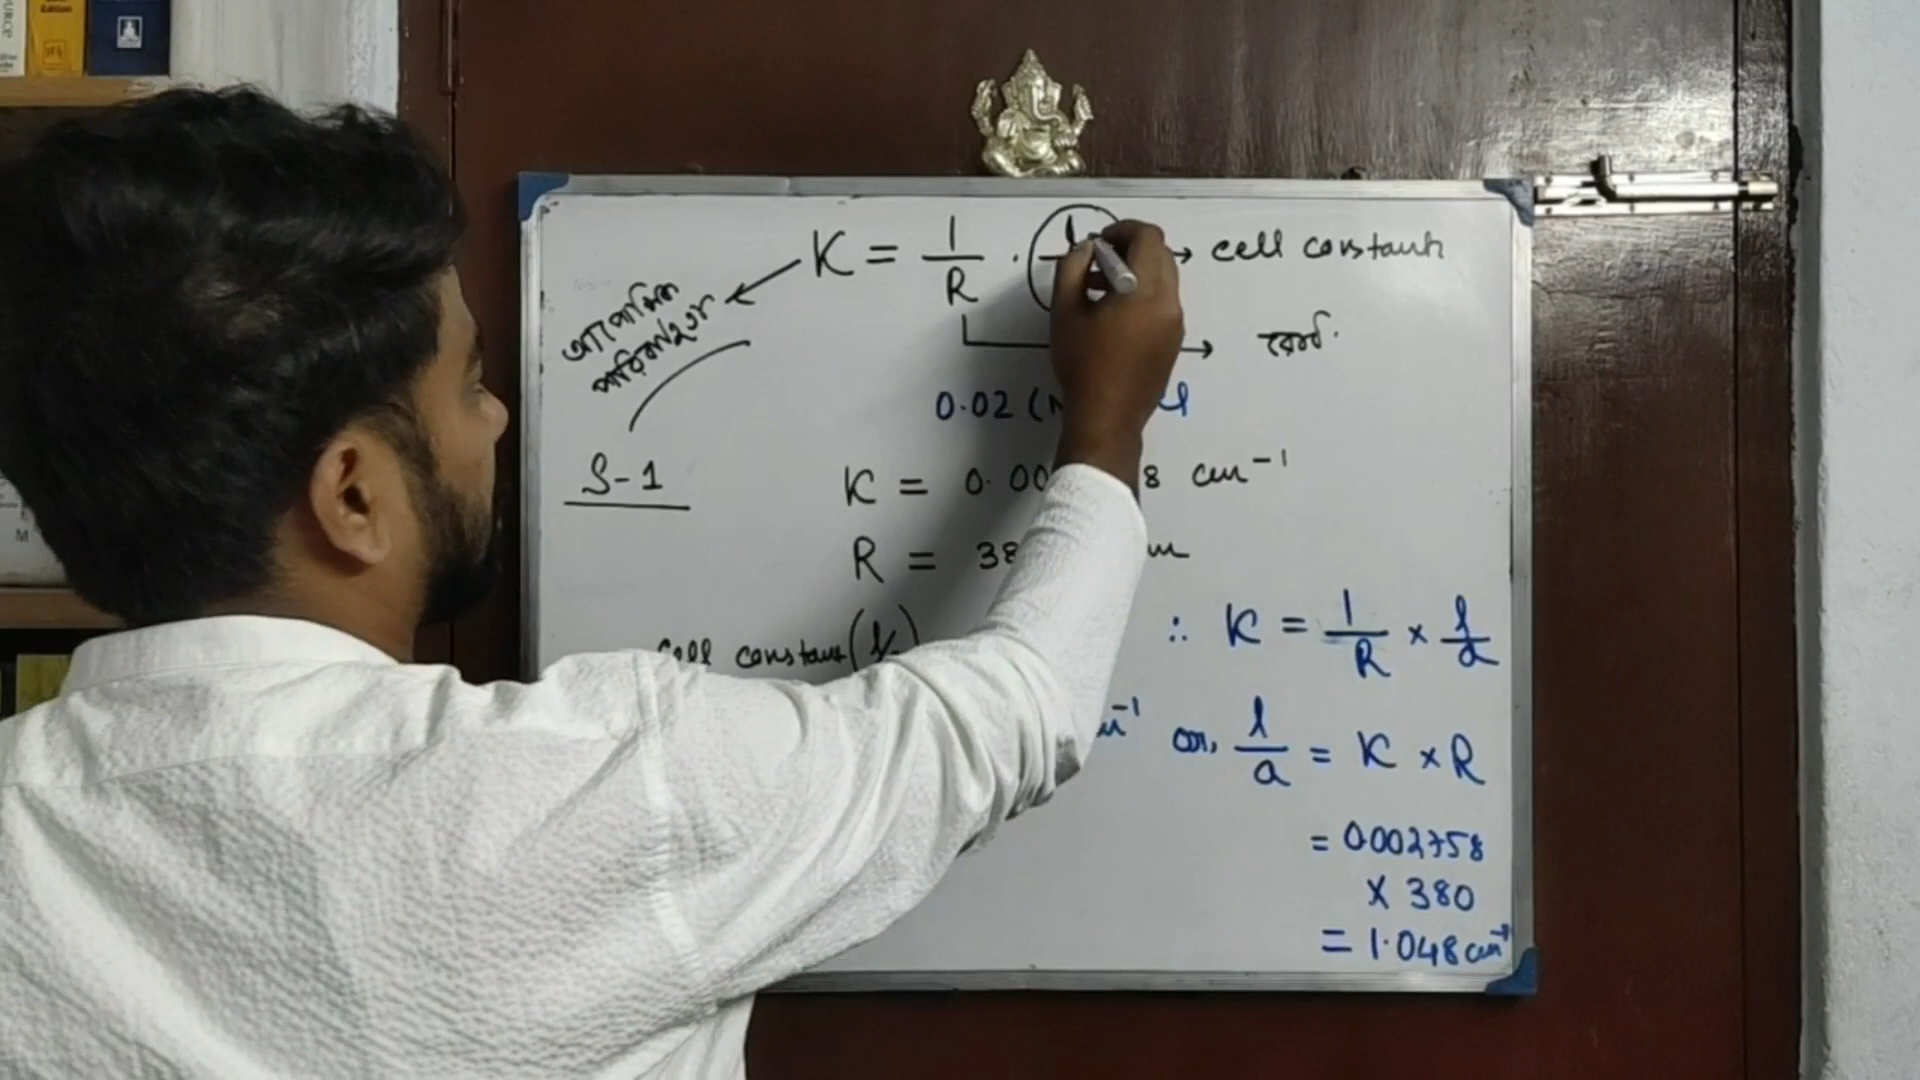 K = 1/R · l → cell constant
আপেক্ষিক
পরিবাহিতা
→ রোধ
0.02 (N
S-1
K = 0.00 8 cm⁻¹
R = 38
cell constant (l/
∴ K = 1/R × l/a
or, l/a = K × R
= 0.002758
× 380
= 1.048 cm⁻¹
Edition
M